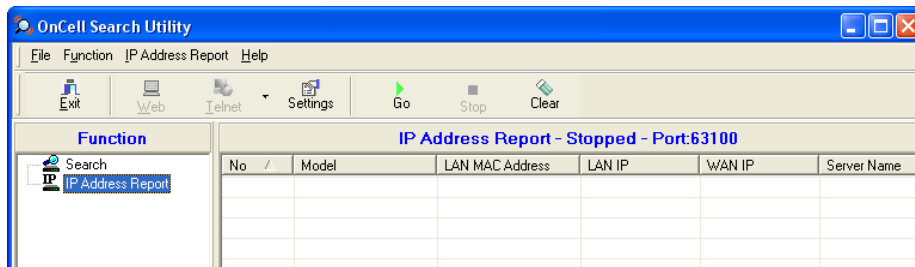 OnCell Search Utility
File Function IP Address Report Help
Exit Web Telnet Settings Go Stop Clear
Function
IP Address Report - Stopped - Port:63100
Search
IP IP Address Report
No Model LAN MAC Address LAN IP WAN IP Server Name